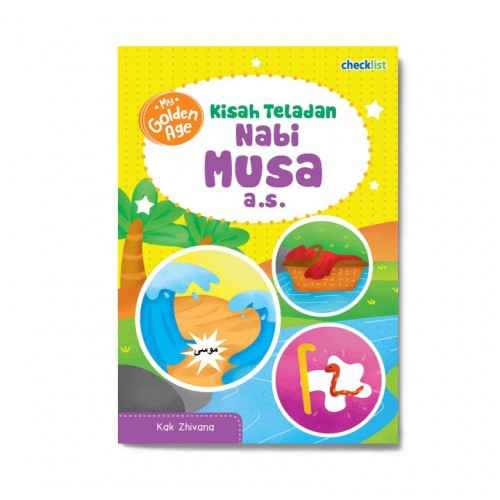 checklist
My
Golden
Age
Kisah Teladan
Nabi
Musa
a.s.
موسى
Kak Zhivana